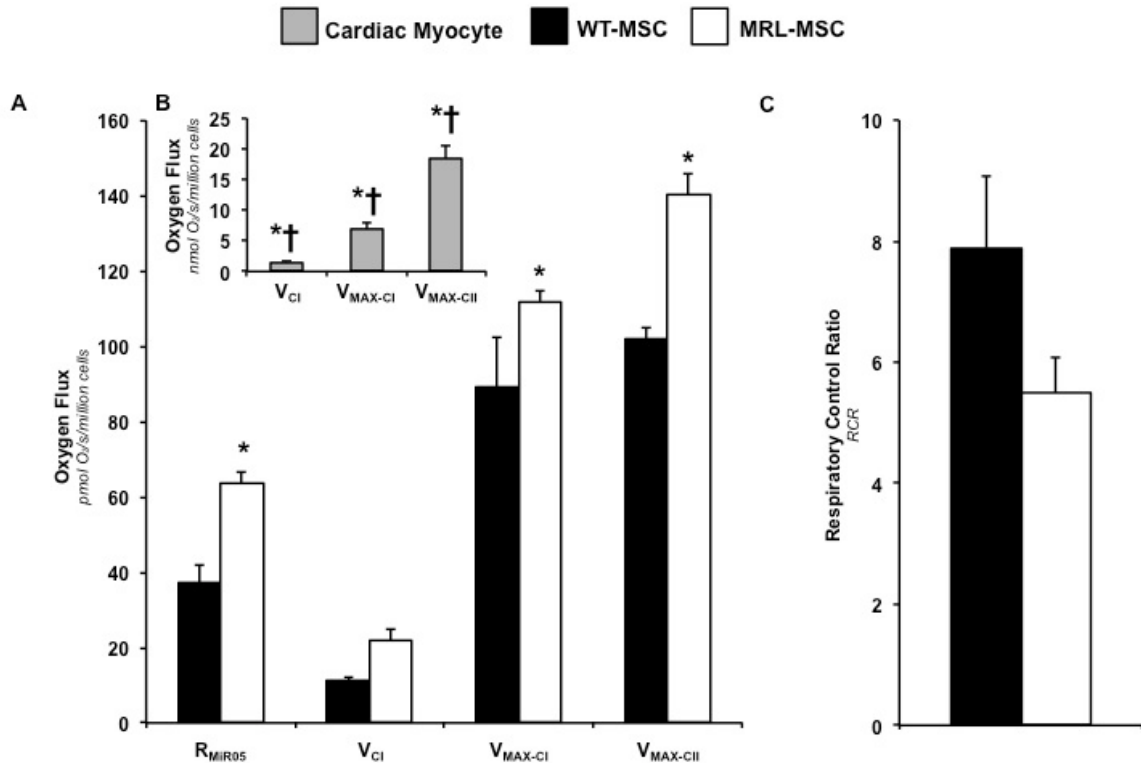 Cardiac Myocyte WT-MSC MRL-MSC
A
Oxygen Flux
pmol O₂/s/million cells
160
140
120
100
80
60
40
20
0
* * *
R_MiR05 V_CI V_MAX-CI V_MAX-CII
B
Oxygen Flux
nmol O₂/s/million cells
25
20
15
10
5
0
*† *† *†
V_CI V_MAX-CI V_MAX-CII
C
Respiratory Control Ratio
RCR
10
8
6
4
2
0